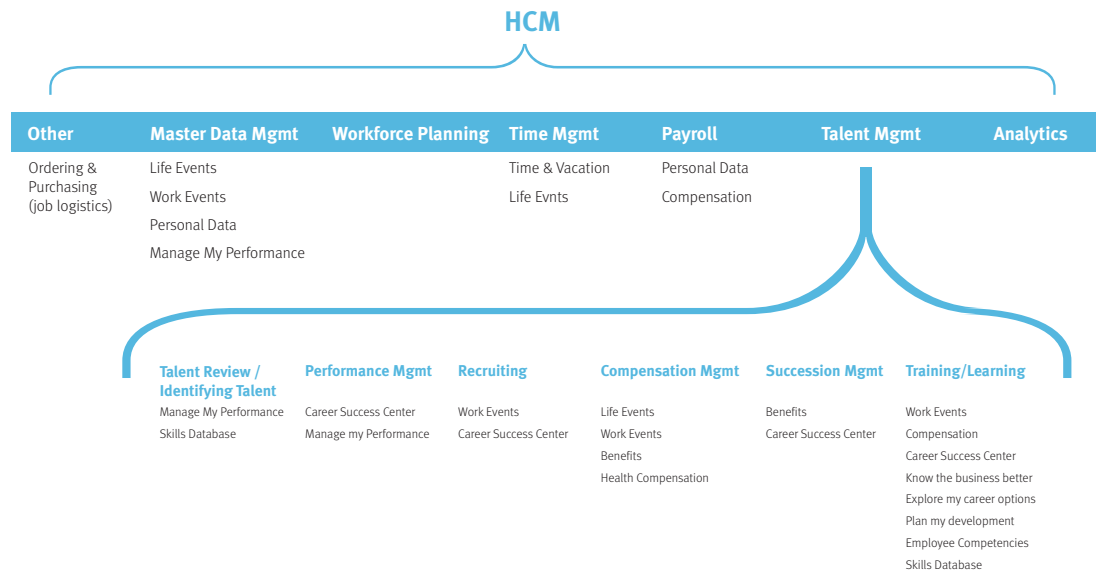 HCM
Other
Master Data Mgmt
Workforce Planning
Time Mgmt
Payroll
Talent Mgmt
Analytics
Ordering &
Purchasing
(job logistics)
Life Events
Work Events
Personal Data
Manage My Performance
Time & Vacation
Life Evnts
Personal Data
Compensation
Talent Review /
Identifying Talent
Manage My Performance
Skills Database
Performance Mgmt
Career Success Center
Manage my Performance
Recruiting
Work Events
Career Success Center
Compensation Mgmt
Life Events
Work Events
Benefits
Health Compensation
Succession Mgmt
Benefits
Career Success Center
Training/Learning
Work Events
Compensation
Career Success Center
Know the business better
Explore my career options
Plan my development
Employee Competencies
Skills Database